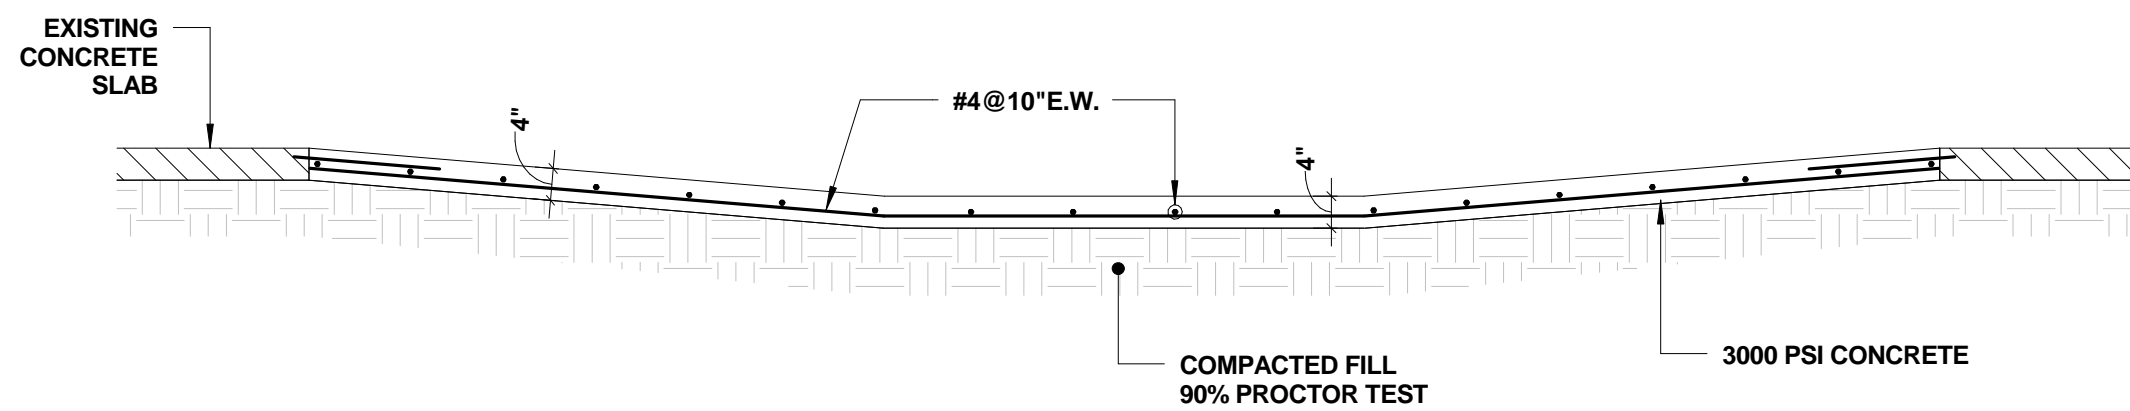 EXISTING
CONCRETE
SLAB
4"
#4@10"E.W.
4"
COMPACTED FILL
90% PROCTOR TEST
3000 PSI CONCRETE